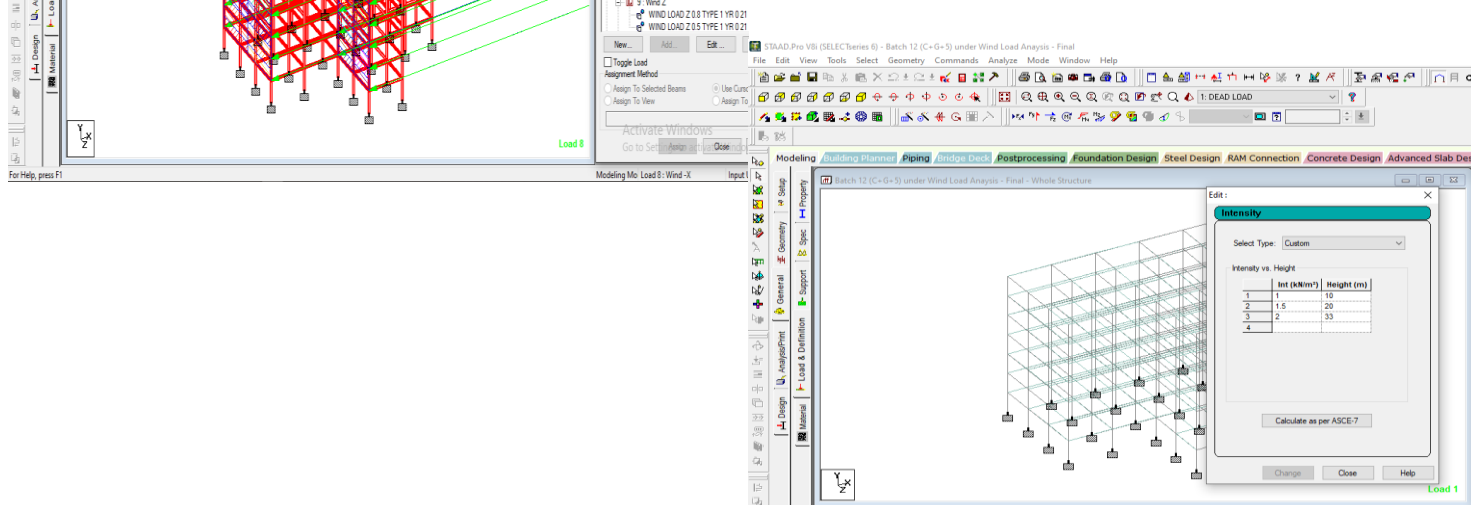 9 : Wind Z
WIND LOAD Z 0.8 TYPE 1 YR 0 21
WIND LOAD Z 0.5 TYPE 1 YR 0 21
New...
Add...
Edit ...
Toggle Load
Assignment Method
Assign To Selected Beams
Use Curso
Assign To View
Assign To
Activate Windows
Go to Settings to activate Windo
Assign
Close
Design
Material
Y
X
Z
Load 8
For Help, press F1
Modeling Mo
Load 8 : Wind -X
Input U
STAAD.Pro V8i (SELECTseries 6) - Batch 12 (C+G+5) under Wind Load Anaysis - Final
File Edit View Tools Select Geometry Commands Analyze Mode Window Help
1: DEAD LOAD
Modeling Building Planner Piping Bridge Deck Postprocessing Foundation Design Steel Design RAM Connection Concrete Design Advanced Slab Des
Batch 12 (C+G+5) under Wind Load Anaysis - Final - Whole Structure
Setup
Geometry
General
Analysis/Print
Design
Property
Spec
Support
Load & Definition
Material
Edit :
Intensity
Select Type: Custom
Intensity vs. Height
Int (kN/m²) Height (m)
1 1 10
2 1.5 20
3 2 33
4
Calculate as per ASCE-7
Change Close Help
Y
X
Z
Load 1